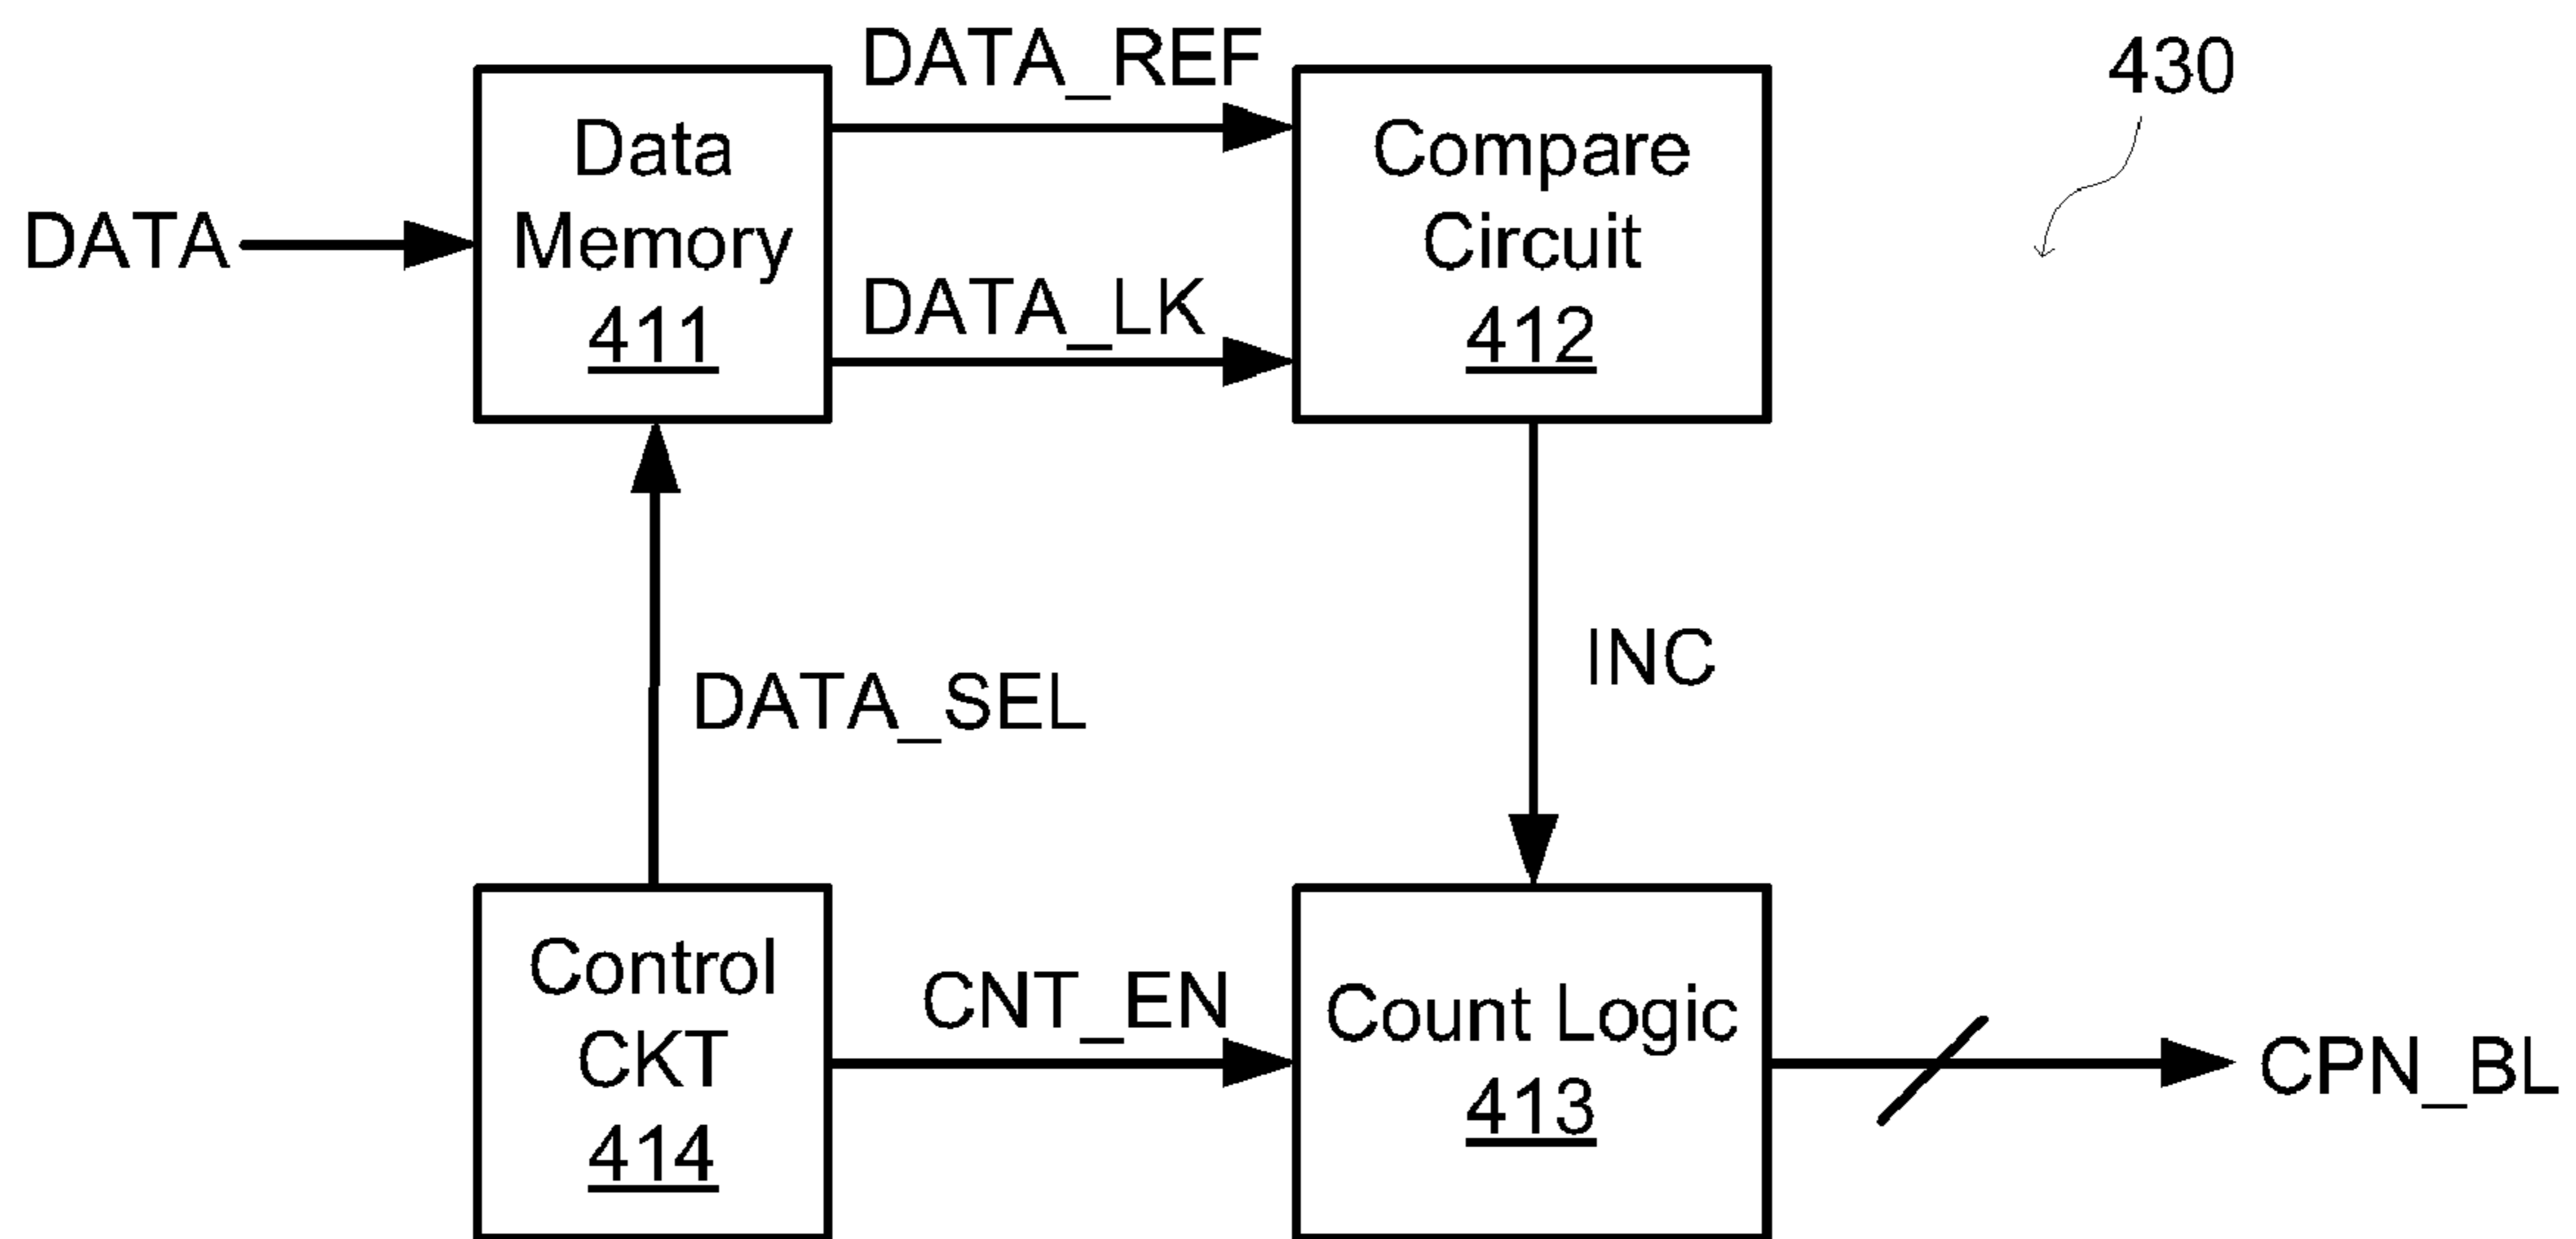 DATA_REF
430
Data
Memory
411
Compare
Circuit
412
DATA
DATA_LK
DATA_SEL
INC
Control
CKT
414
CNT_EN
Count Logic
413
CPN_BL